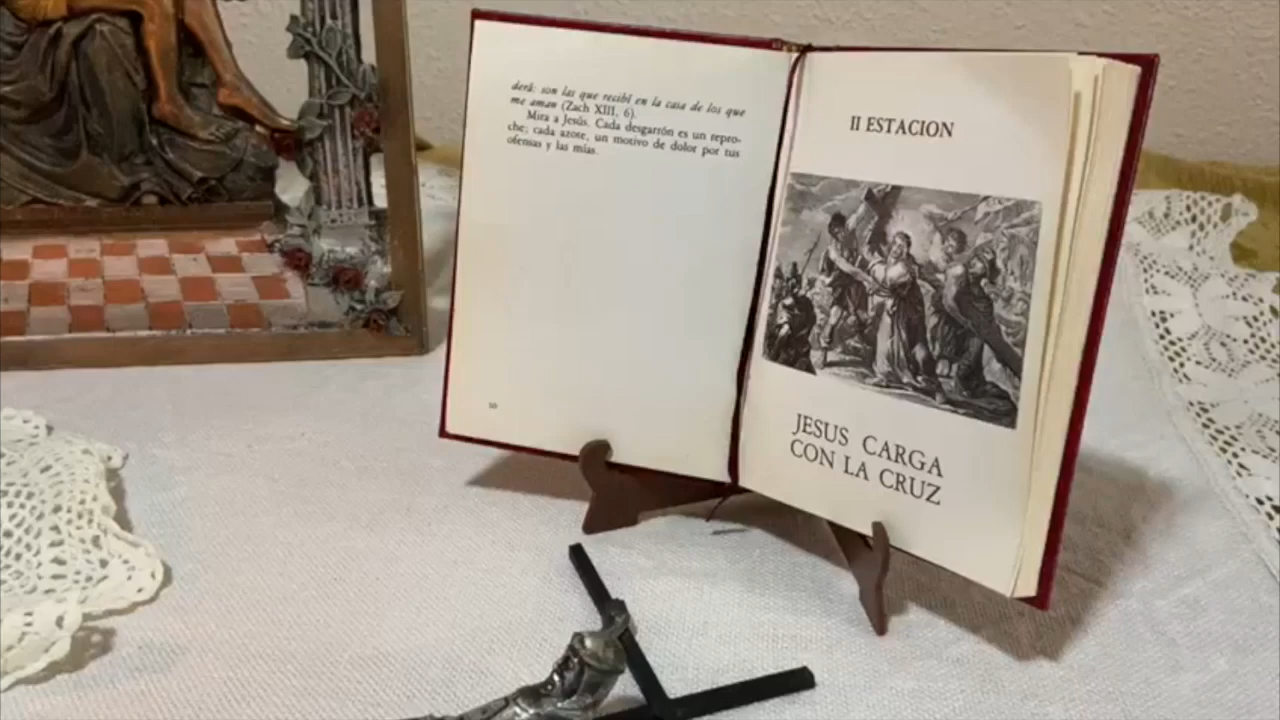 derá: son las que recibí en la casa de los que
me aman (Zach XIII, 6).
Mira a Jesús. Cada desgarrón es un repro-
che; cada azote, un motivo de dolor por tus
ofensas y las mías.
II ESTACION
JESUS CARGA
CON LA CRUZ